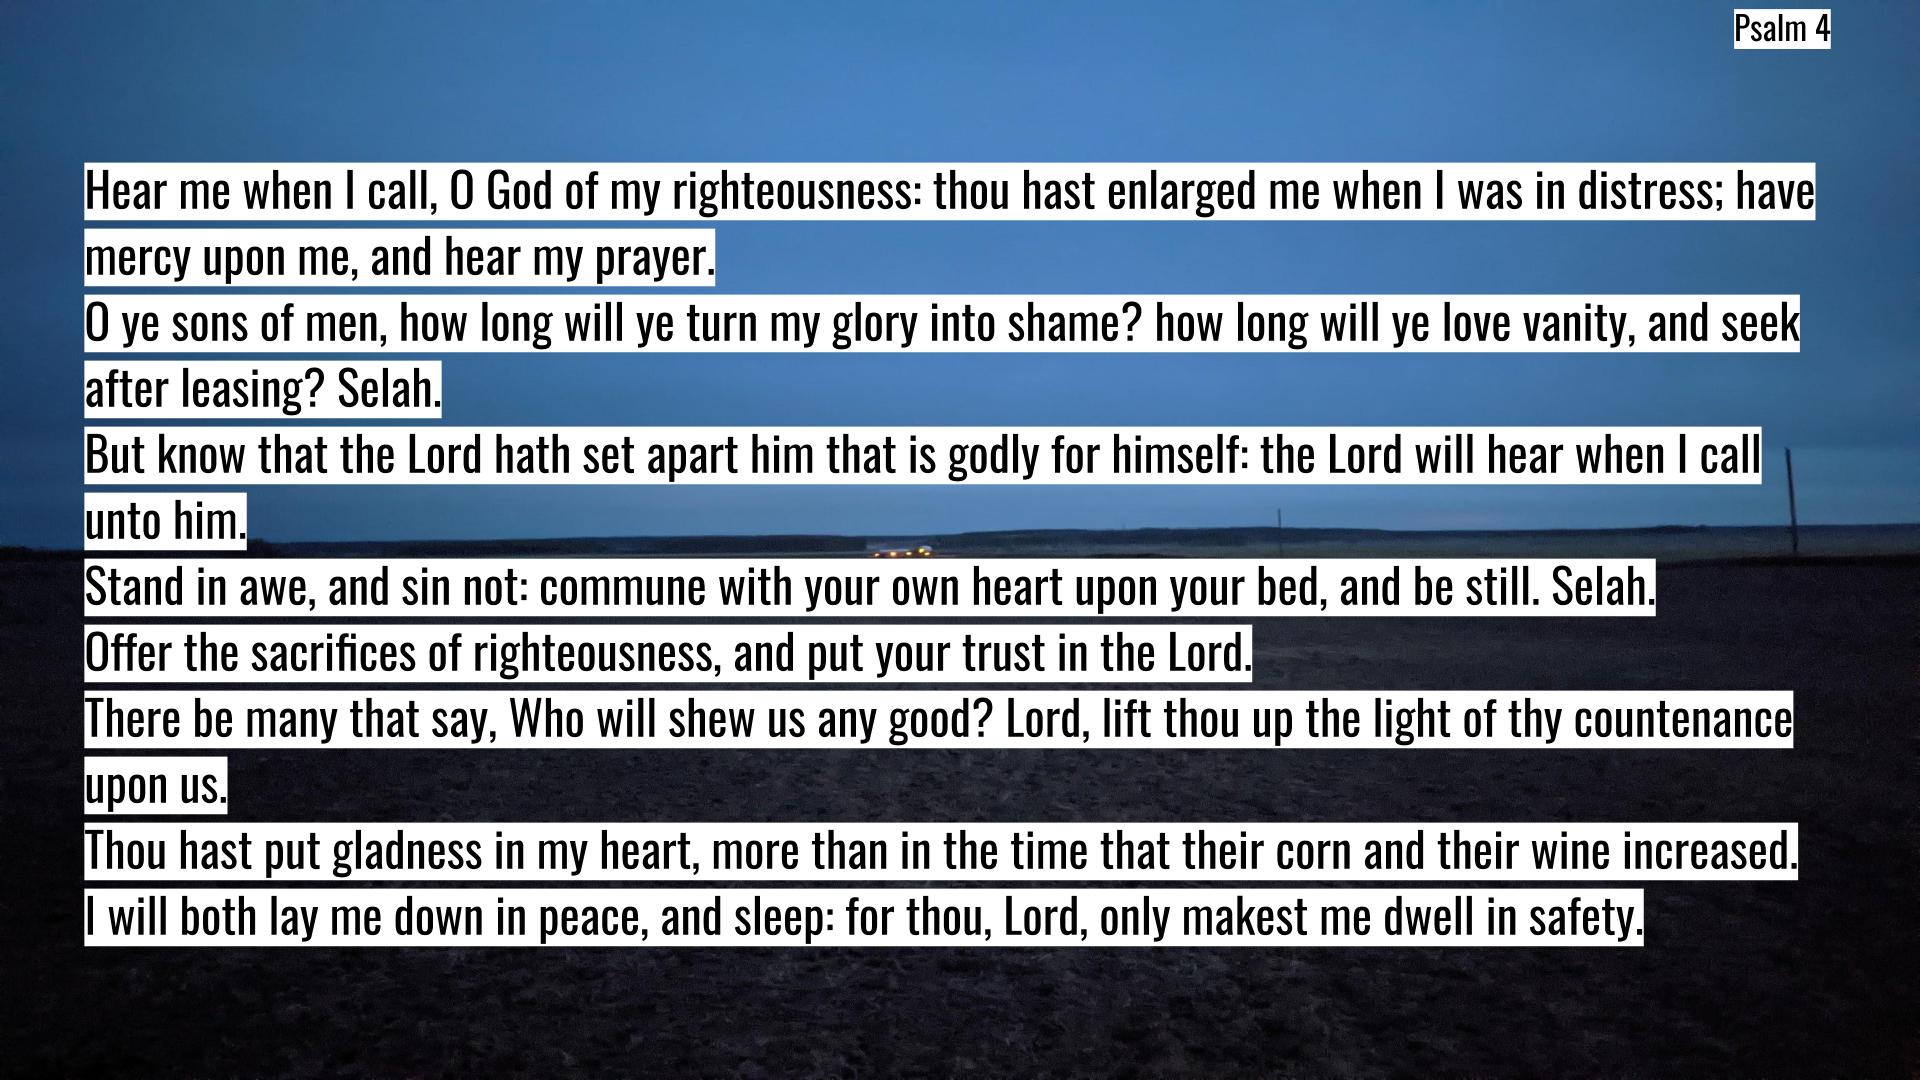 Psalm 4
Hear me when I call, O God of my righteousness: thou hast enlarged me when I was in distress; have
mercy upon me, and hear my prayer.
O ye sons of men, how long will ye turn my glory into shame? how long will ye love vanity, and seek
after leasing? Selah.
But know that the Lord hath set apart him that is godly for himself: the Lord will hear when I call
unto him.
Stand in awe, and sin not: commune with your own heart upon your bed, and be still. Selah.
Offer the sacrifices of righteousness, and put your trust in the Lord.
There be many that say, Who will shew us any good? Lord, lift thou up the light of thy countenance
upon us.
Thou hast put gladness in my heart, more than in the time that their corn and their wine increased.
I will both lay me down in peace, and sleep: for thou, Lord, only makest me dwell in safety.